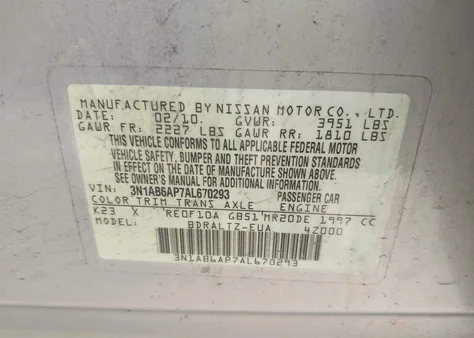 MANUFACTURED BY NISSAN MOTOR CO., LTD.
DATE: 02/10. GVWR: 3951 LBS
GAWR FR: 2227 LBS GAWR RR: 1810 LBS
THIS VEHICLE CONFORMS TO ALL APPLICABLE FEDERAL MOTOR
VEHICLE SAFETY, BUMPER AND THEFT PREVENTION STANDARDS
IN EFFECT ON THE DATE OF MANUFACTURE SHOWN ABOVE.
SEE OWNER'S MANUAL FOR ADDITIONAL INFORMATION
VIN: 3N1AB6AP7AL670293 PASSENGER CAR
COLOR TRIM TRANS AXLE ENGINE
K23 X RE0F10A GB51 MR20DE 1997 CC
MODEL: BDRALTZ-EUA 4Z000
3N1AB6AP7AL670293